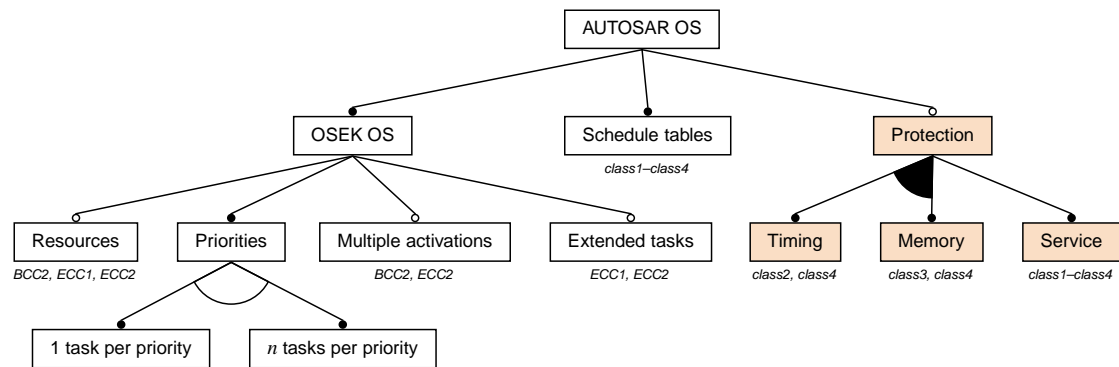 AUTOSAR OS
OSEK OS
Schedule tables
Protection
class1–class4
Resources
Priorities
Multiple activations
Extended tasks
Timing
Memory
Service
BCC2, ECC1, ECC2
BCC2, ECC2
ECC1, ECC2
class2, class4
class3, class4
class1–class4
1 task per priority
n tasks per priority